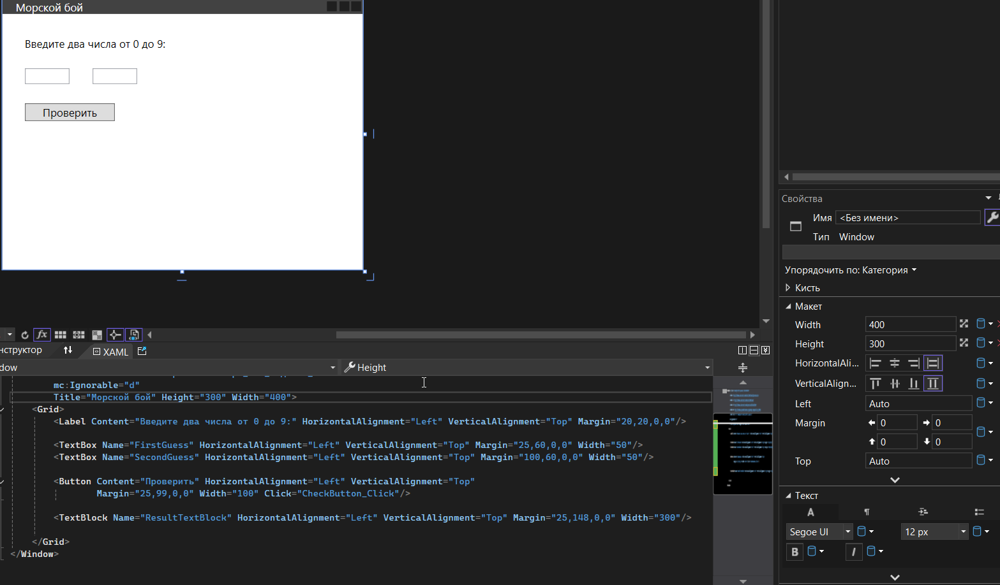 Морской бой
Введите два числа от 0 до 9:
Проверить
Свойства
Имя <Без имени>
Тип Window
Упорядочить по: Категория
Кисть
Макет
Width 400
Height 300
HorizontalAli...
VerticalAlign...
Left Auto
Margin 0 0
0 0
Top Auto
Текст
A ¶
Segoe UI 12 px
B I
fx
нструктор XAML
dow Height
mc:Ignorable="d"
Title="Морской бой" Height="300" Width="400">
<Grid>
<Label Content="Введите два числа от 0 до 9:" HorizontalAlignment="Left" VerticalAlignment="Top" Margin="20,20,0,0"/>
<TextBox Name="FirstGuess" HorizontalAlignment="Left" VerticalAlignment="Top" Margin="25,60,0,0" Width="50"/>
<TextBox Name="SecondGuess" HorizontalAlignment="Left" VerticalAlignment="Top" Margin="100,60,0,0" Width="50"/>
<Button Content="Проверить" HorizontalAlignment="Left" VerticalAlignment="Top"
Margin="25,99,0,0" Width="100" Click="CheckButton_Click"/>
<TextBlock Name="ResultTextBlock" HorizontalAlignment="Left" VerticalAlignment="Top" Margin="25,148,0,0" Width="300"/>
</Grid>
</Window>